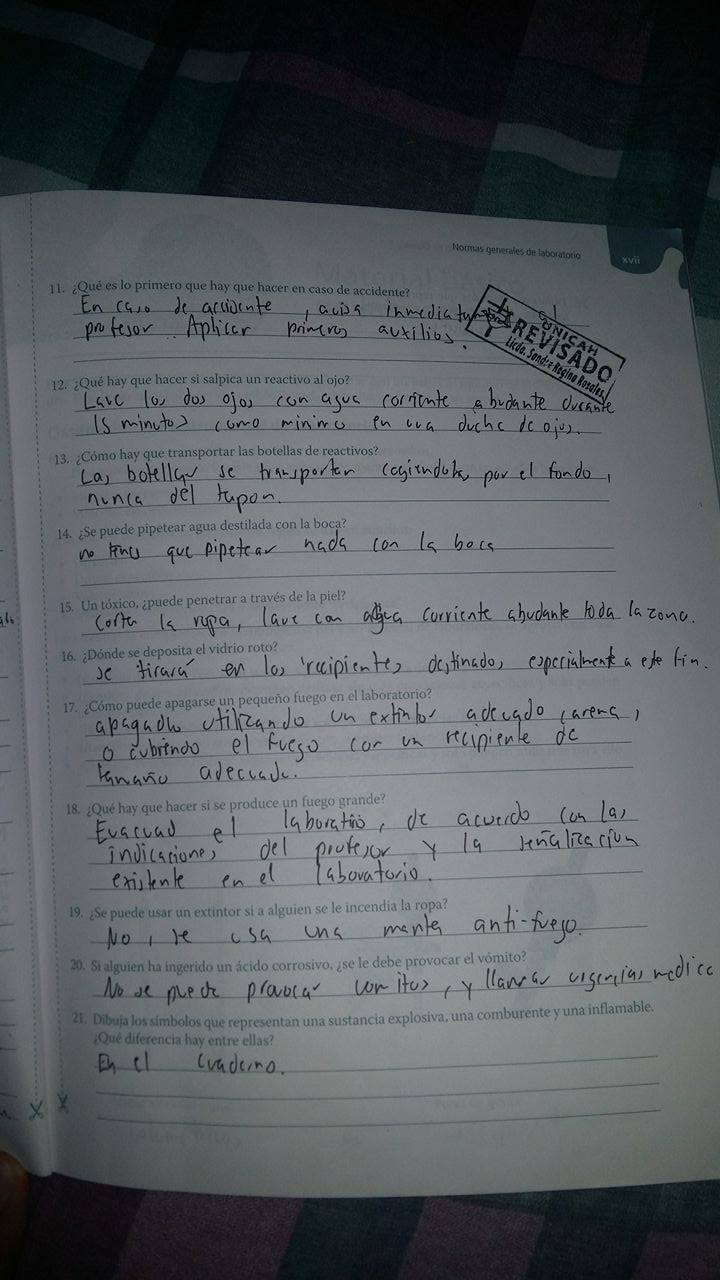 Normas generales de laboratorio
xvii
11. ¿Qué es lo primero que hay que hacer en caso de accidente?
En caso de accidente, avisa inmediatamente al
profesor. Aplicar primeros auxilios.
UNICAH
REVISADO
Licda. Sandra Regina Rosales
12. ¿Qué hay que hacer si salpica un reactivo al ojo?
Lave los dos ojos con agua corriente abudante durante
15 minutos como minimo en una ducha de ojos.
13. ¿Cómo hay que transportar las botellas de reactivos?
Las botellas se transportan cogiendolas por el fondo,
nunca del tapon.
14. ¿Se puede pipetear agua destilada con la boca?
no tines que pipetear nada con la boca
15. Un tóxico, ¿puede penetrar a través de la piel?
Corta la ropa, lave con agua corriente abudante toda la zona.
16. ¿Dónde se deposita el vidrio roto?
se tirará en los recipientes destinados especialmente a este fin.
17. ¿Cómo puede apagarse un pequeño fuego en el laboratorio?
apagadlo utilizando un extintor adecuado, arena,
o cubriendo el fuego con un recipiente de
tamaño adecuado.
18. ¿Qué hay que hacer si se produce un fuego grande?
Evacuad el laboratrio, de acuerdo con las
indicaciones del profesor y la señalización
existente en el laboratorio.
19. ¿Se puede usar un extintor si a alguien se le incendia la ropa?
No, se usa una manta anti-fuego.
20. Si alguien ha ingerido un ácido corrosivo, ¿se le debe provocar el vómito?
No se puede provocar vomitos, y llamar urgencias medica
21. Dibuja los símbolos que representan una sustancia explosiva, una comburente y una inflamable.
¿Qué diferencia hay entre ellas?
En el cuaderno.